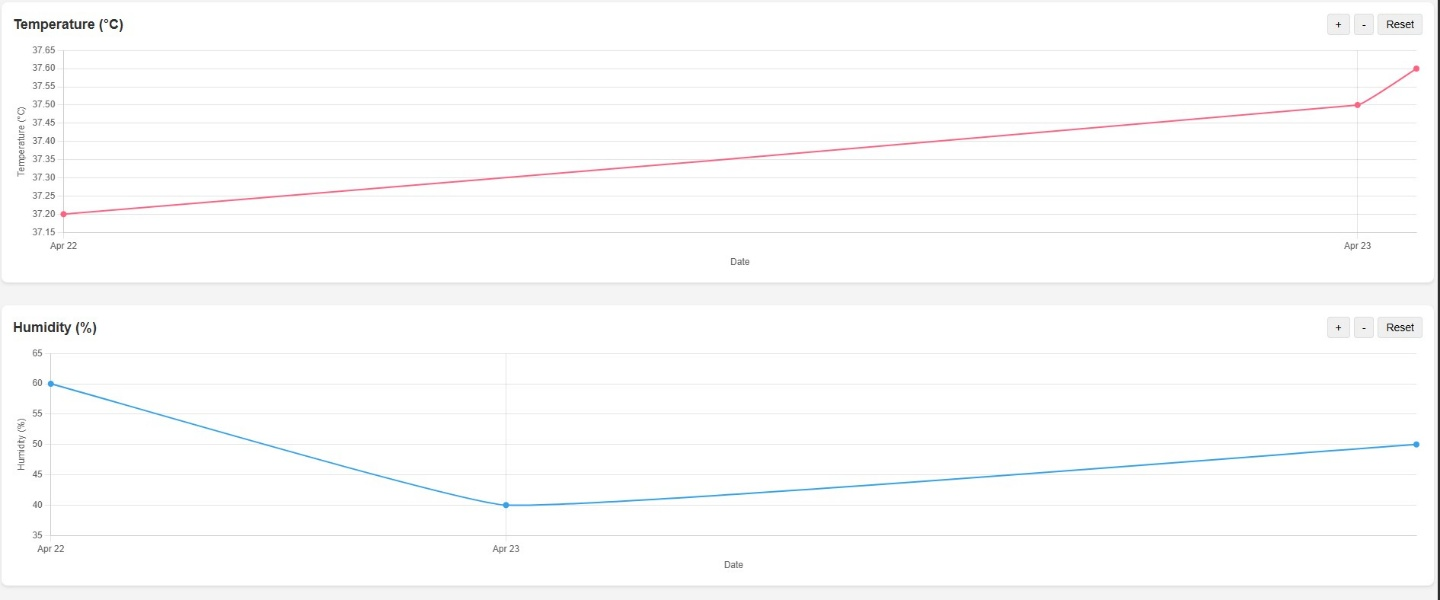 Temperature (°C)
+ - Reset
37.65
37.60
37.55
37.50
37.45
37.40
37.35
37.30
37.25
37.20
37.15
Temperature (°C)
Apr 22 Apr 23
Date
Humidity (%)
+ - Reset
65
60
55
50
45
40
35
Humidity (%)
Apr 22 Apr 23
Date